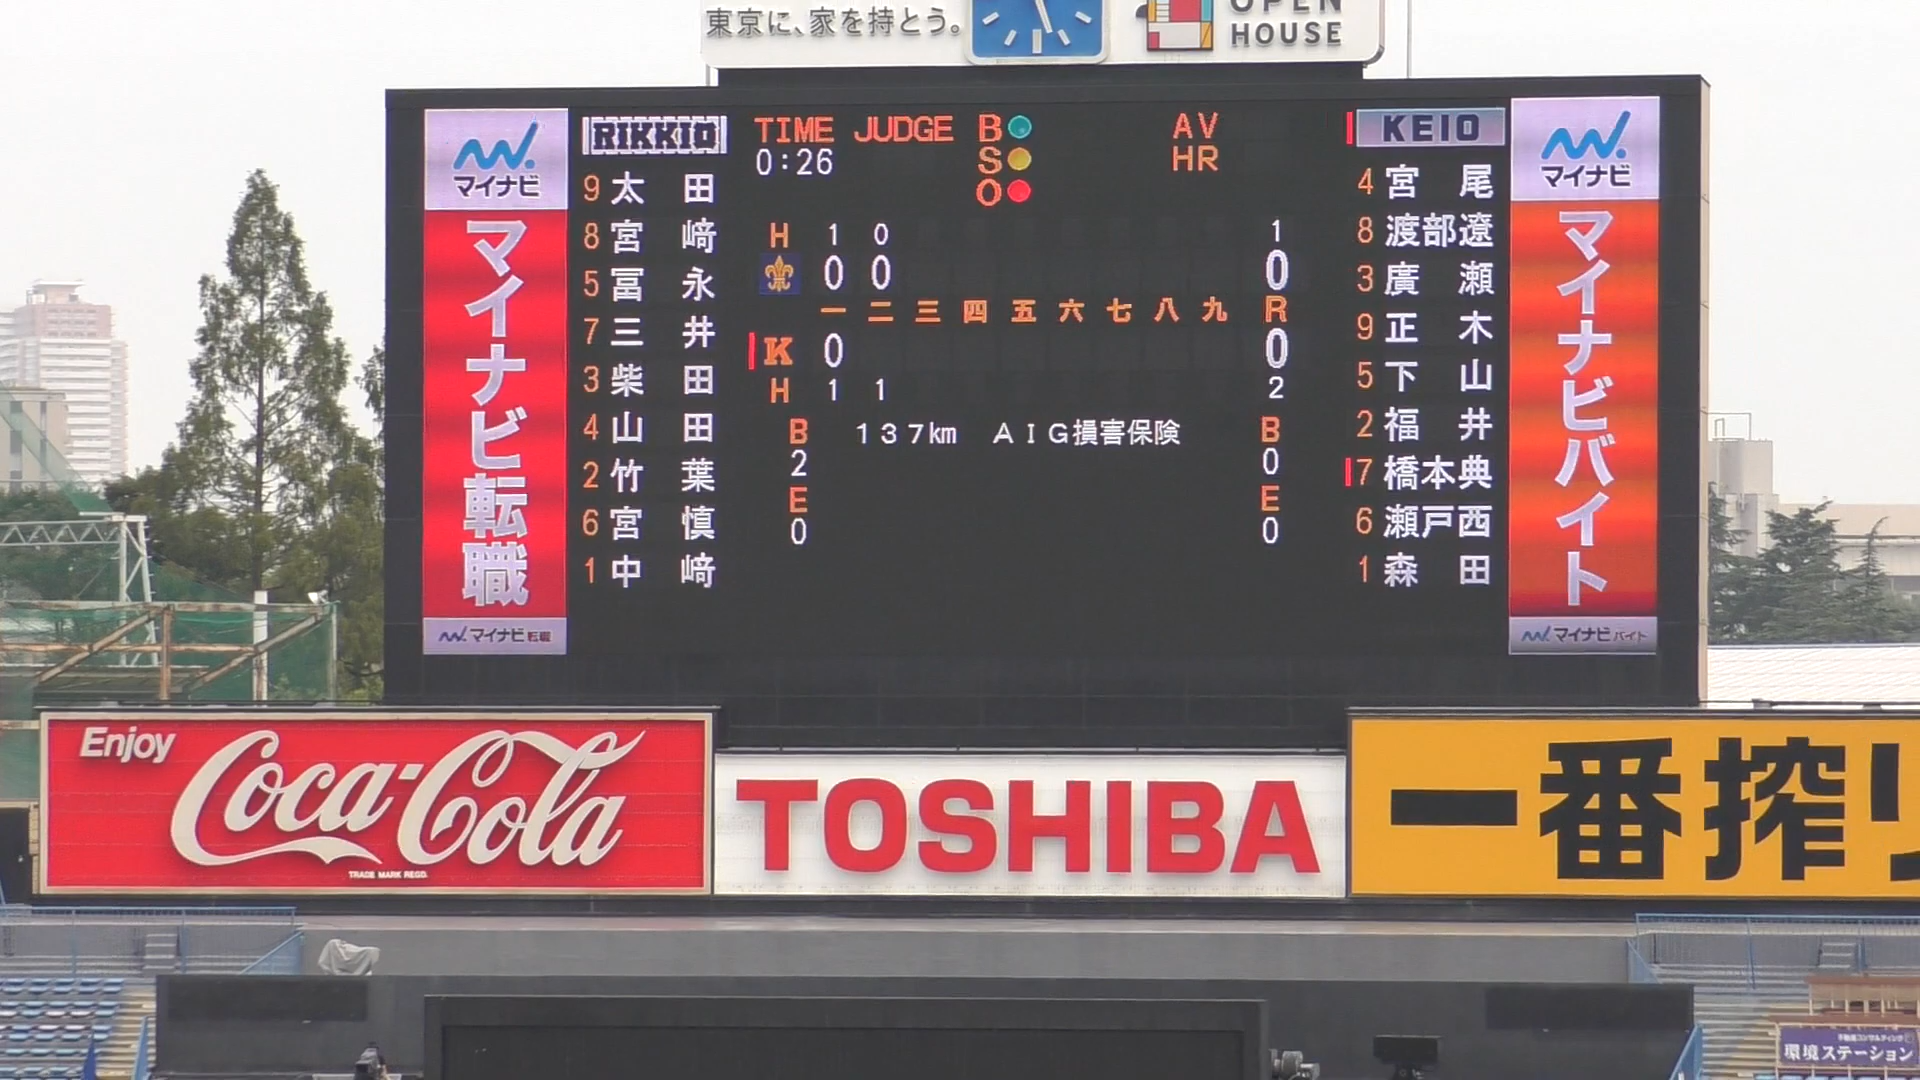 東京に、家を持とう。
OPEN
HOUSE
マイナビ
マイナビ転職
マイナビ転職
RIKKIO
9 太田
8 宮﨑
5 冨永
7 三井
3 柴田
4 山田
2 竹葉
6 宮慎
1 中﨑
TIME JUDGE B
0:26 S
O
AV
HR
H 1 0 1
0 0 0
一 二 三 四 五 六 七 八 九 R
K 0 0
H 1 1 2
B 137km AIG損害保険 B
2 0
E E
0 0
KEIO
4 宮尾
8 渡部遼
3 廣瀬
9 正木
5 下山
2 福井
7 橋本典
6 瀬戸西
1 森田
マイナビ
マイナビバイト
マイナビバイト
Enjoy
Coca-Cola
TRADE MARK REGD.
TOSHIBA
一番搾り
環境ステーション